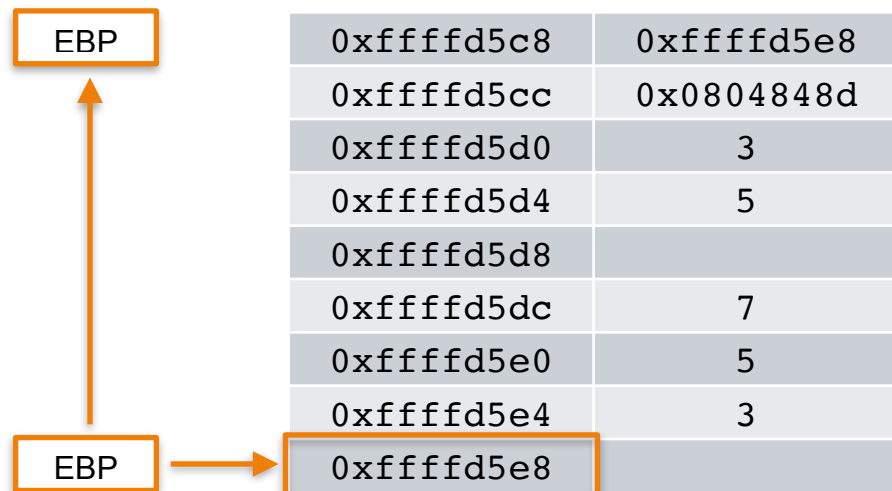 EBP 0xffffd5c8 0xffffd5e8
0xffffd5cc 0x0804848d
0xffffd5d0 3
0xffffd5d4 5
0xffffd5d8
0xffffd5dc 7
0xffffd5e0 5
0xffffd5e4 3
EBP 0xffffd5e8